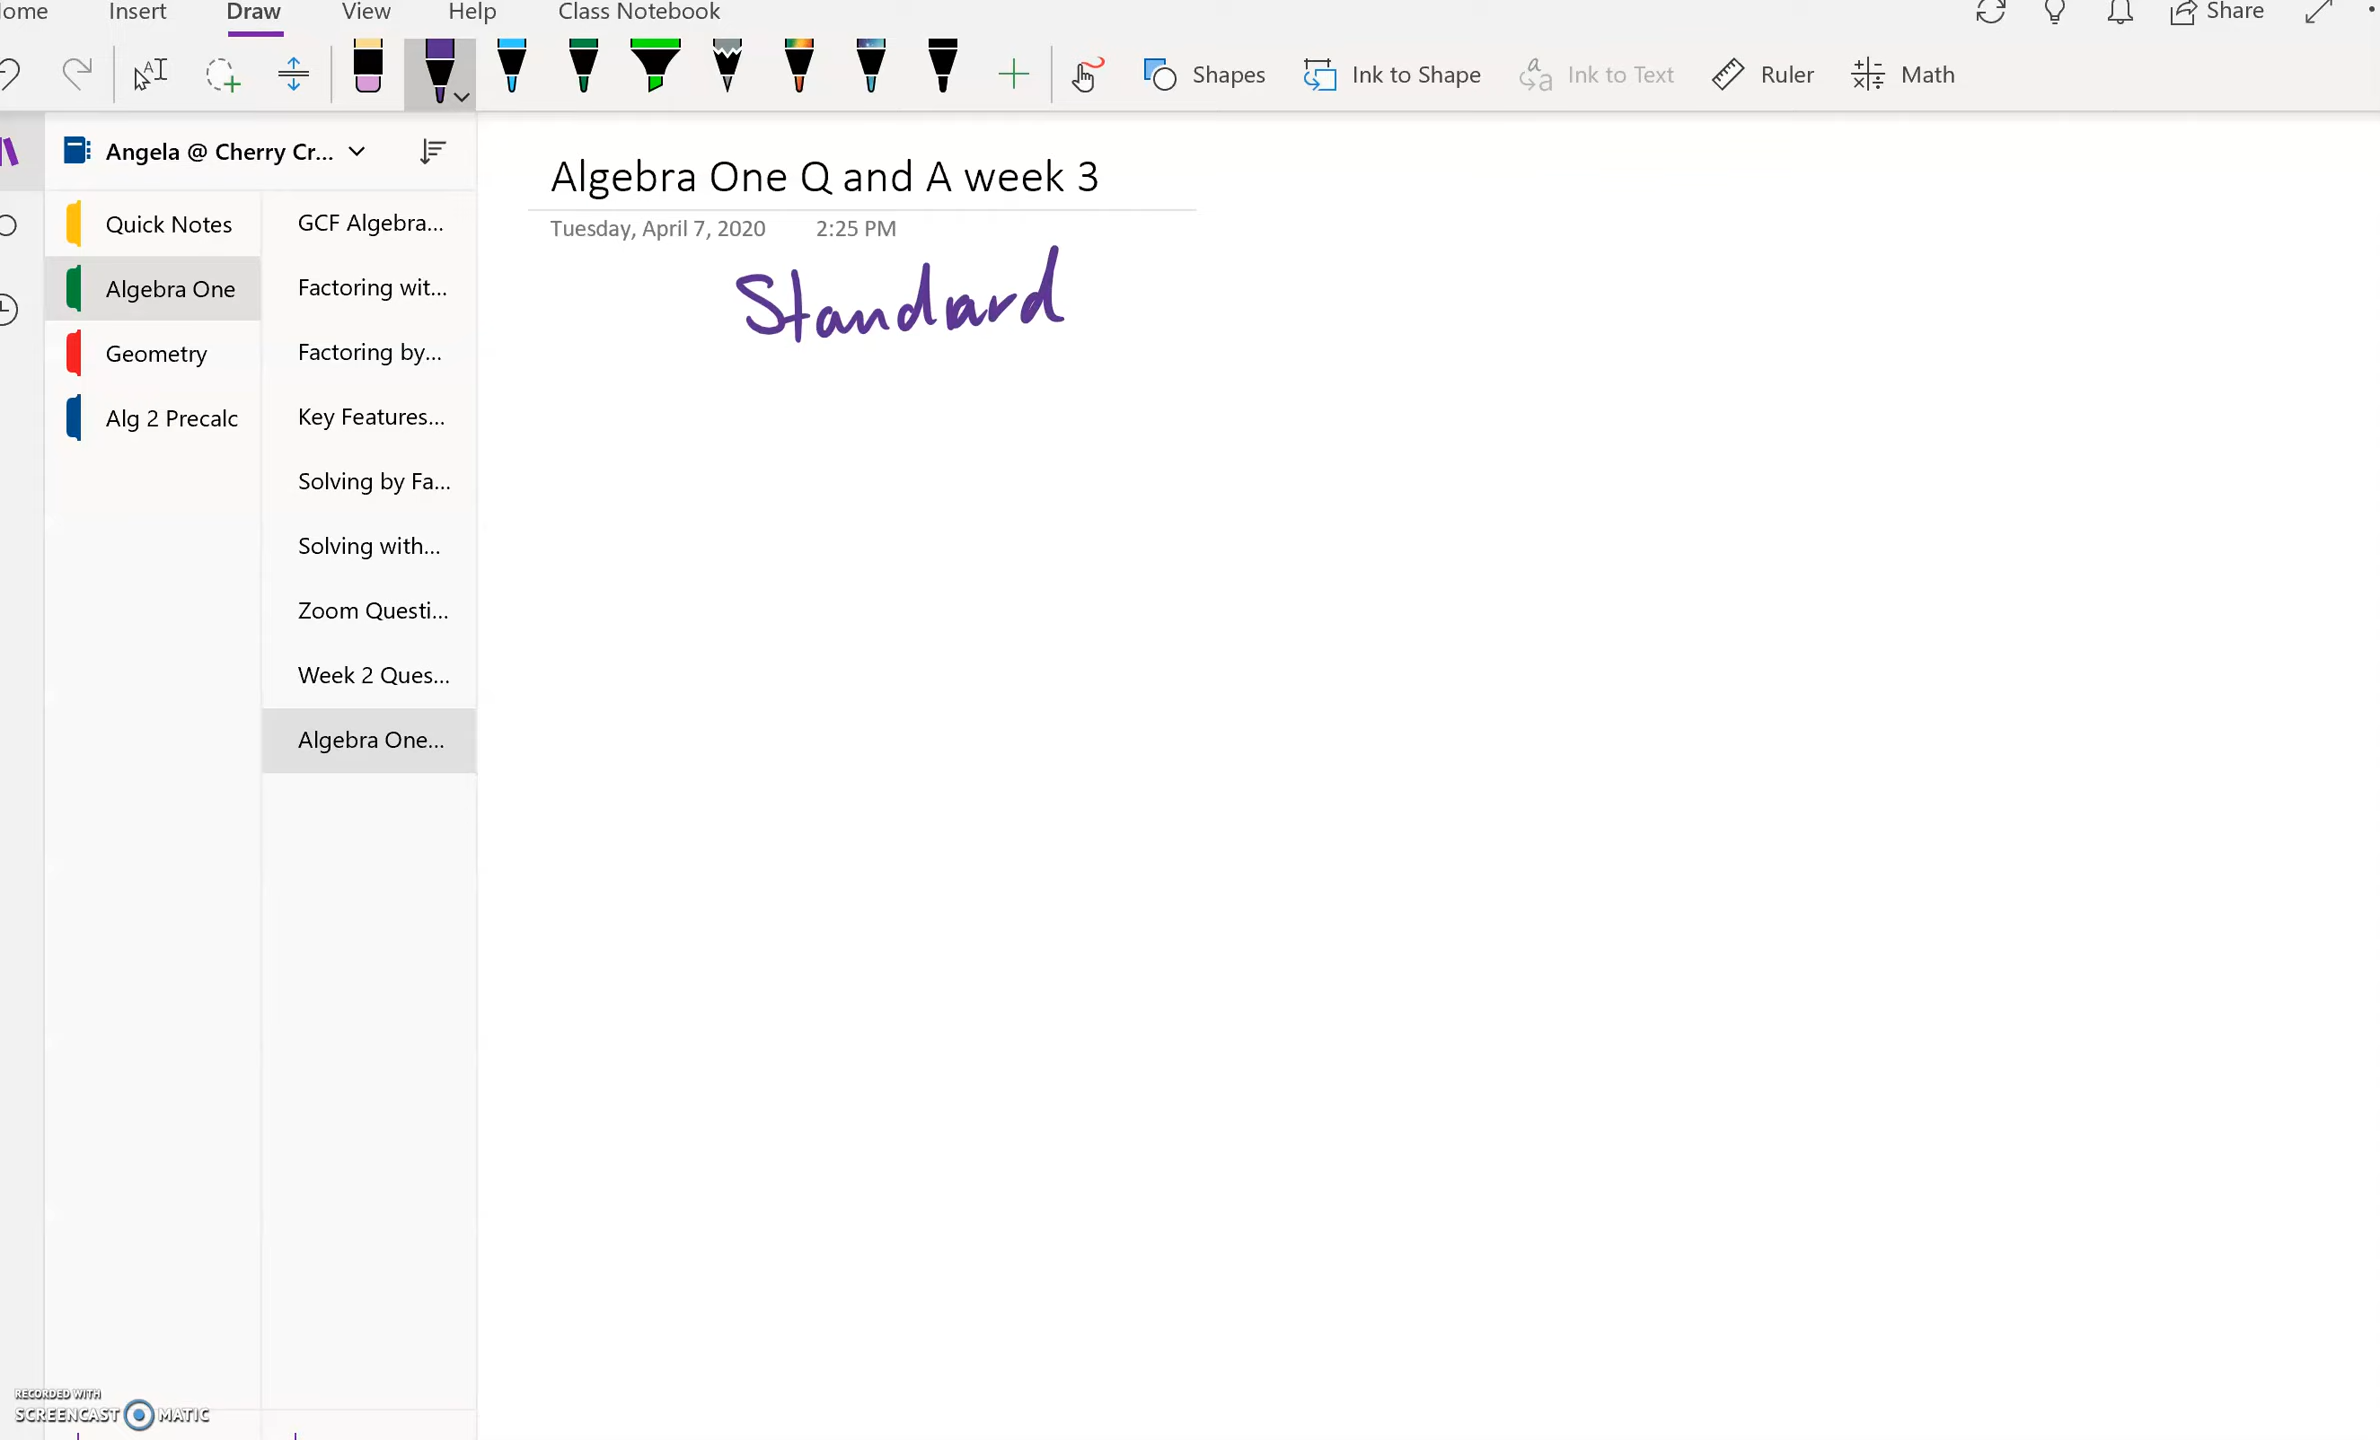 ome Insert Draw View Help Class Notebook Share
Shapes Ink to Shape Ink to Text Ruler Math
Angela @ Cherry Cr...
Quick Notes
Algebra One
Geometry
Alg 2 Precalc
GCF Algebra...
Factoring wit...
Factoring by...
Key Features...
Solving by Fa...
Solving with...
Zoom Questi...
Week 2 Ques...
Algebra One...
Algebra One Q and A week 3
Tuesday, April 7, 2020 2:25 PM
Standard
RECORDED WITH
SCREENCAST MATIC